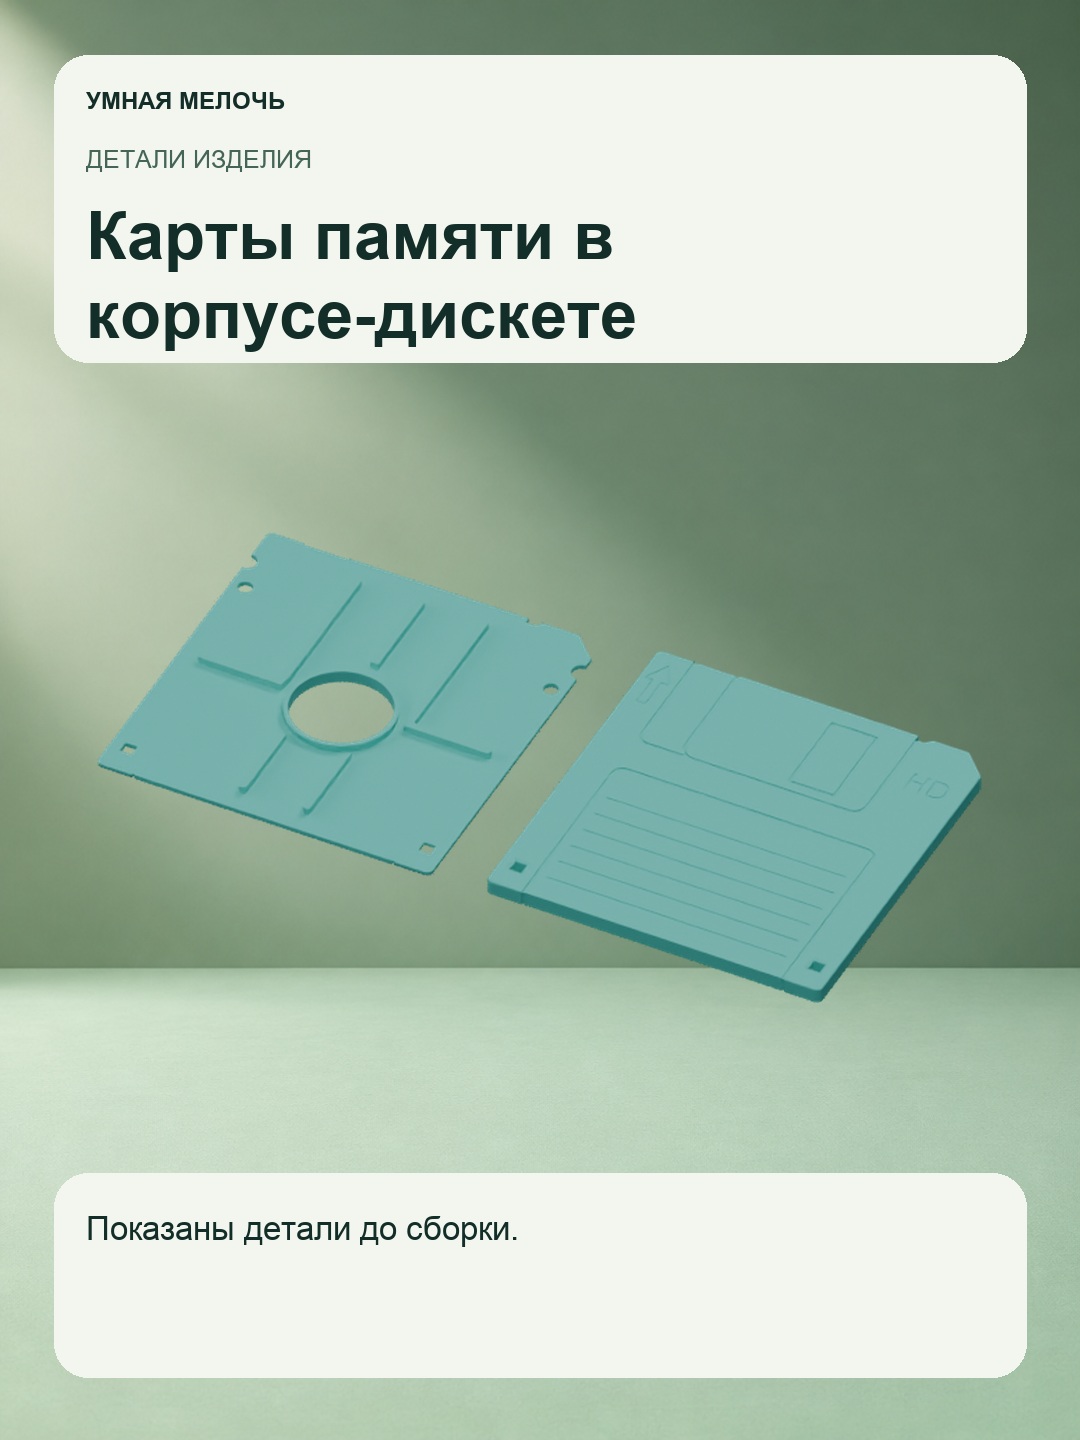 УМНАЯ МЕЛОЧЬ
ДЕТАЛИ ИЗДЕЛИЯ
Карты памяти в
корпусе-дискете
HD
Показаны детали до сборки.